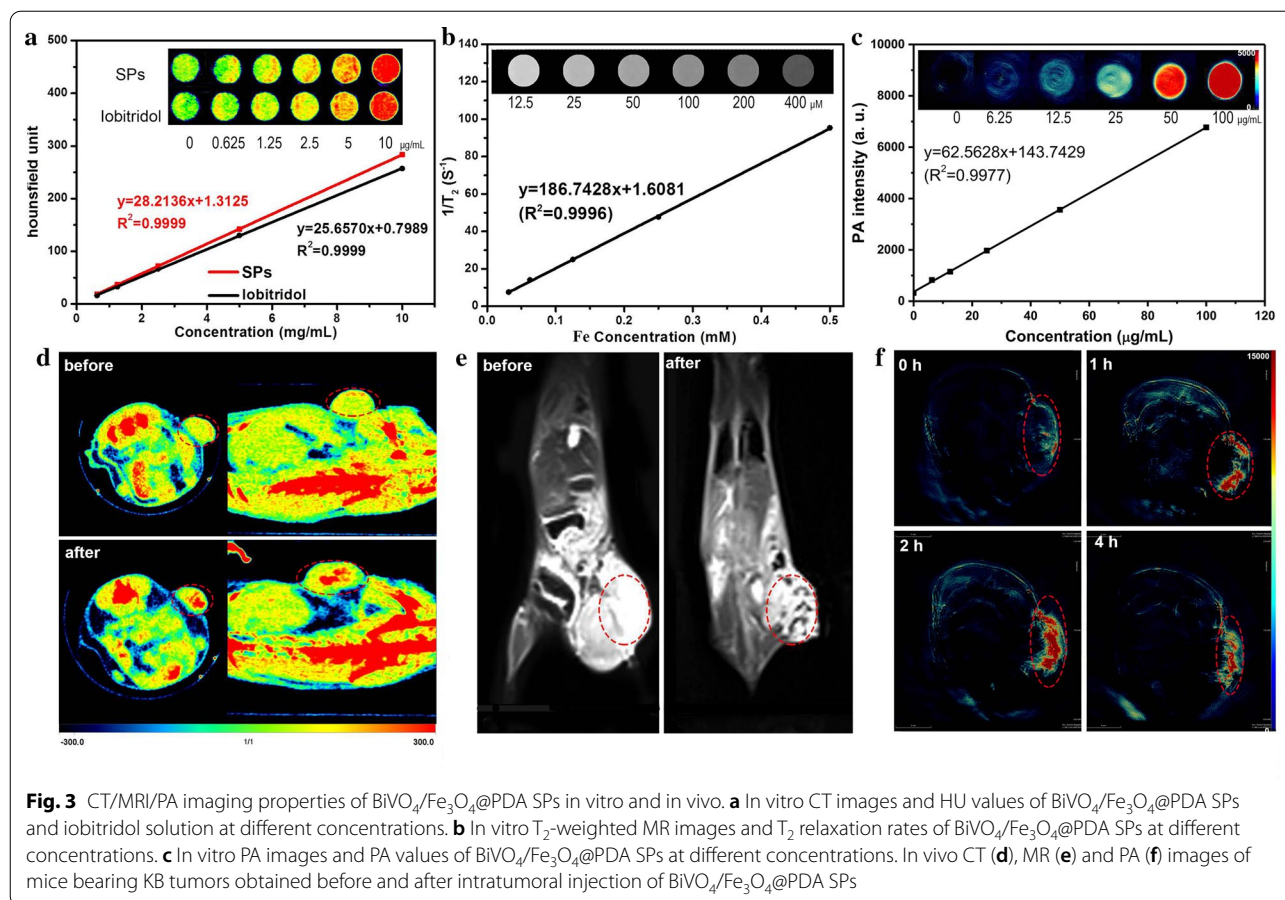 a
500
400
300
200
100
0
hounsfield unit
SPs
Iobitridol
0 0.625 1.25 2.5 5 10 µg/mL
y=28.2136x+1.3125
R²=0.9999
y=25.6570x+0.7989
R²=0.9999
SPs
Iobitridol
0 2 4 6 8 10
Concentration (mg/mL)
b
140
120
100
80
60
40
20
0
1/T₂ (S⁻¹)
12.5 25 50 100 200 400 µM
y=186.7428x+1.6081
(R²=0.9996)
0.0 0.1 0.2 0.3 0.4 0.5
Fe Concentration (mM)
c
10000
8000
6000
4000
2000
0
PA intensity (a. u.)
5000
0
0 6.25 12.5 25 50 100 µg/mL
y=62.5628x+143.7429
(R²=0.9977)
0 20 40 60 80 100 120
Concentration (µg/mL)
d
before
after
-300.0 1/1 300.0
e
before after
f
0 h 1 h
15000
2 h 4 h
0
Fig. 3 CT/MRI/PA imaging properties of BiVO₄/Fe₃O₄@PDA SPs in vitro and in vivo. a In vitro CT images and HU values of BiVO₄/Fe₃O₄@PDA SPs
and iobitridol solution at different concentrations. b In vitro T₂-weighted MR images and T₂ relaxation rates of BiVO₄/Fe₃O₄@PDA SPs at different
concentrations. c In vitro PA images and PA values of BiVO₄/Fe₃O₄@PDA SPs at different concentrations. In vivo CT (d), MR (e) and PA (f) images of
mice bearing KB tumors obtained before and after intratumoral injection of BiVO₄/Fe₃O₄@PDA SPs